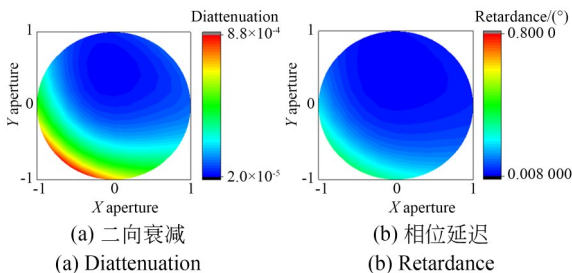 Diattenuation
Retardance/(°)
1
8.8×10⁻⁴
1
0.800 0
Y aperture
0
Y aperture
0
-1
2.0×10⁻⁵
-1
0.008 000
-1
0
1
-1
0
1
X aperture
X aperture
(a) 二向衰减
(b) 相位延迟
(a) Diattenuation
(b) Retardance